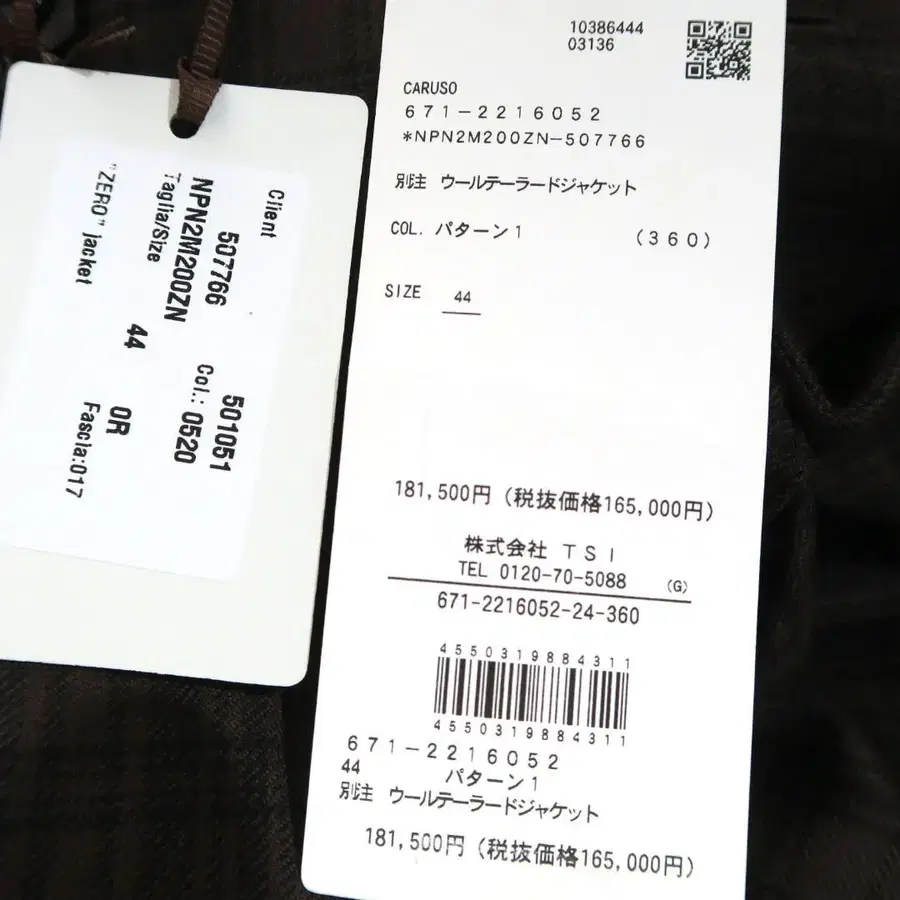 Client
507766 501051
NPN2M200ZN Col.: 0520
Taglia/Size
44 0R
"ZERO" jacket Fascia:017
10386444
03136
CARUSO
671-2216052
*NPN2M200ZN-507766
別注 ウールテーラードジャケット
COL. パターン1 (360)
SIZE 44
181,500円 (税抜価格165,000円)
株式会社 TSI
TEL 0120-70-5088 (G)
671-2216052-24-360
4550319884311
4550319884311
671-2216052
44 パターン1
別注 ウールテーラードジャケット
181,500円 (税抜価格165,000円)